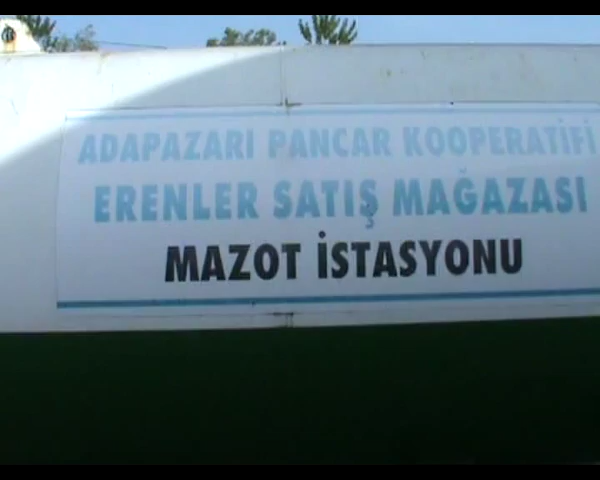 ADAPAZARI PANCAR KOOPERATİFİ
ERENLER SATIŞ MAĞAZASI
MAZOT İSTASYONU